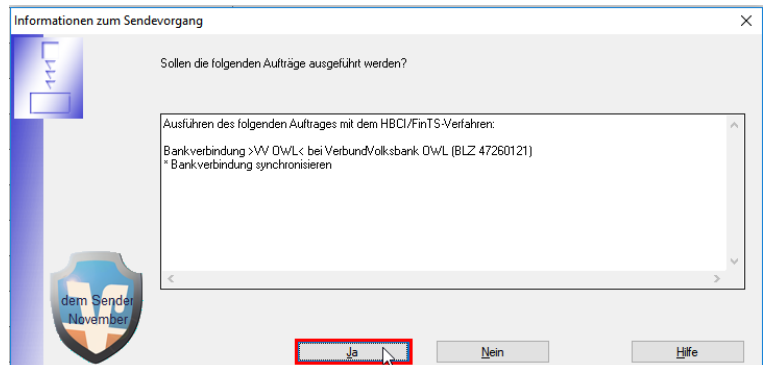 Informationen zum Sendevorgang
Sollen die folgenden Aufträge ausgeführt werden?
Ausführen des folgenden Auftrages mit dem HBCI/FinTS-Verfahren:
Bankverbindung >VV OWL< bei VerbundVolksbank OWL (BLZ 47260121)
* Bankverbindung synchronisieren
dem Sender
November
Ja
Nein
Hilfe